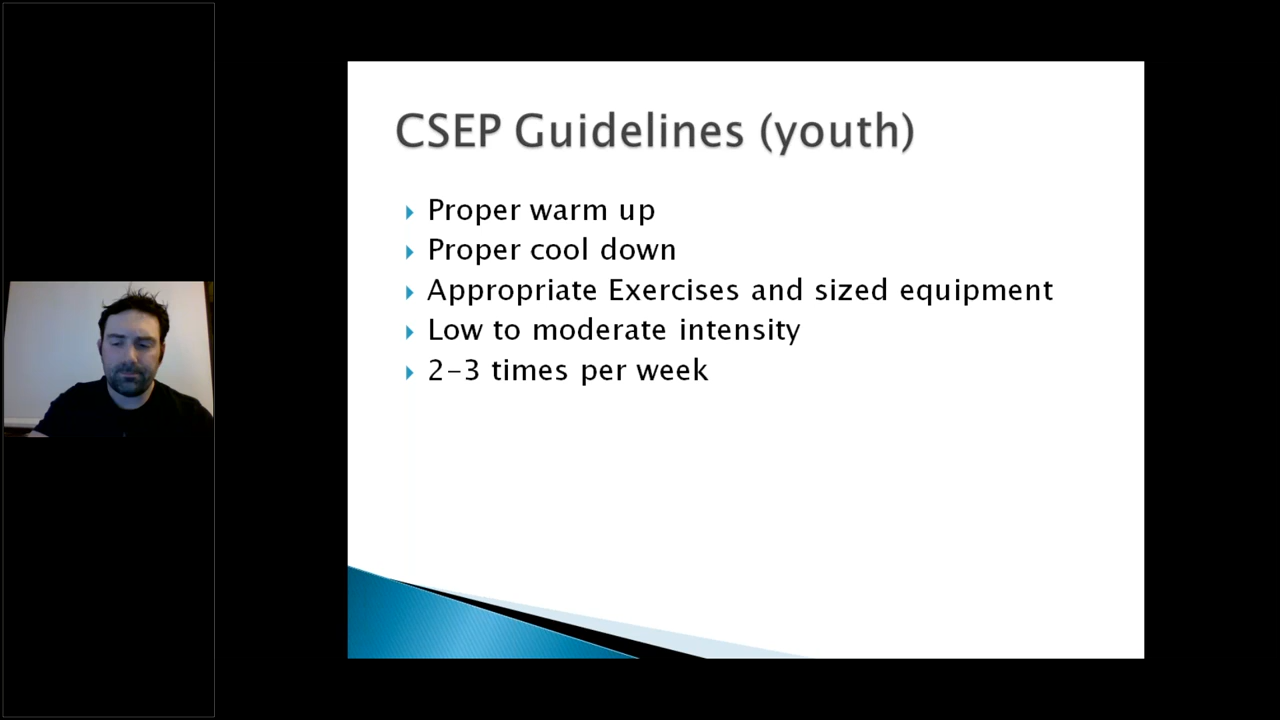 CSEP Guidelines (youth)
Proper warm up
Proper cool down
Appropriate Exercises and sized equipment
Low to moderate intensity
2-3 times per week